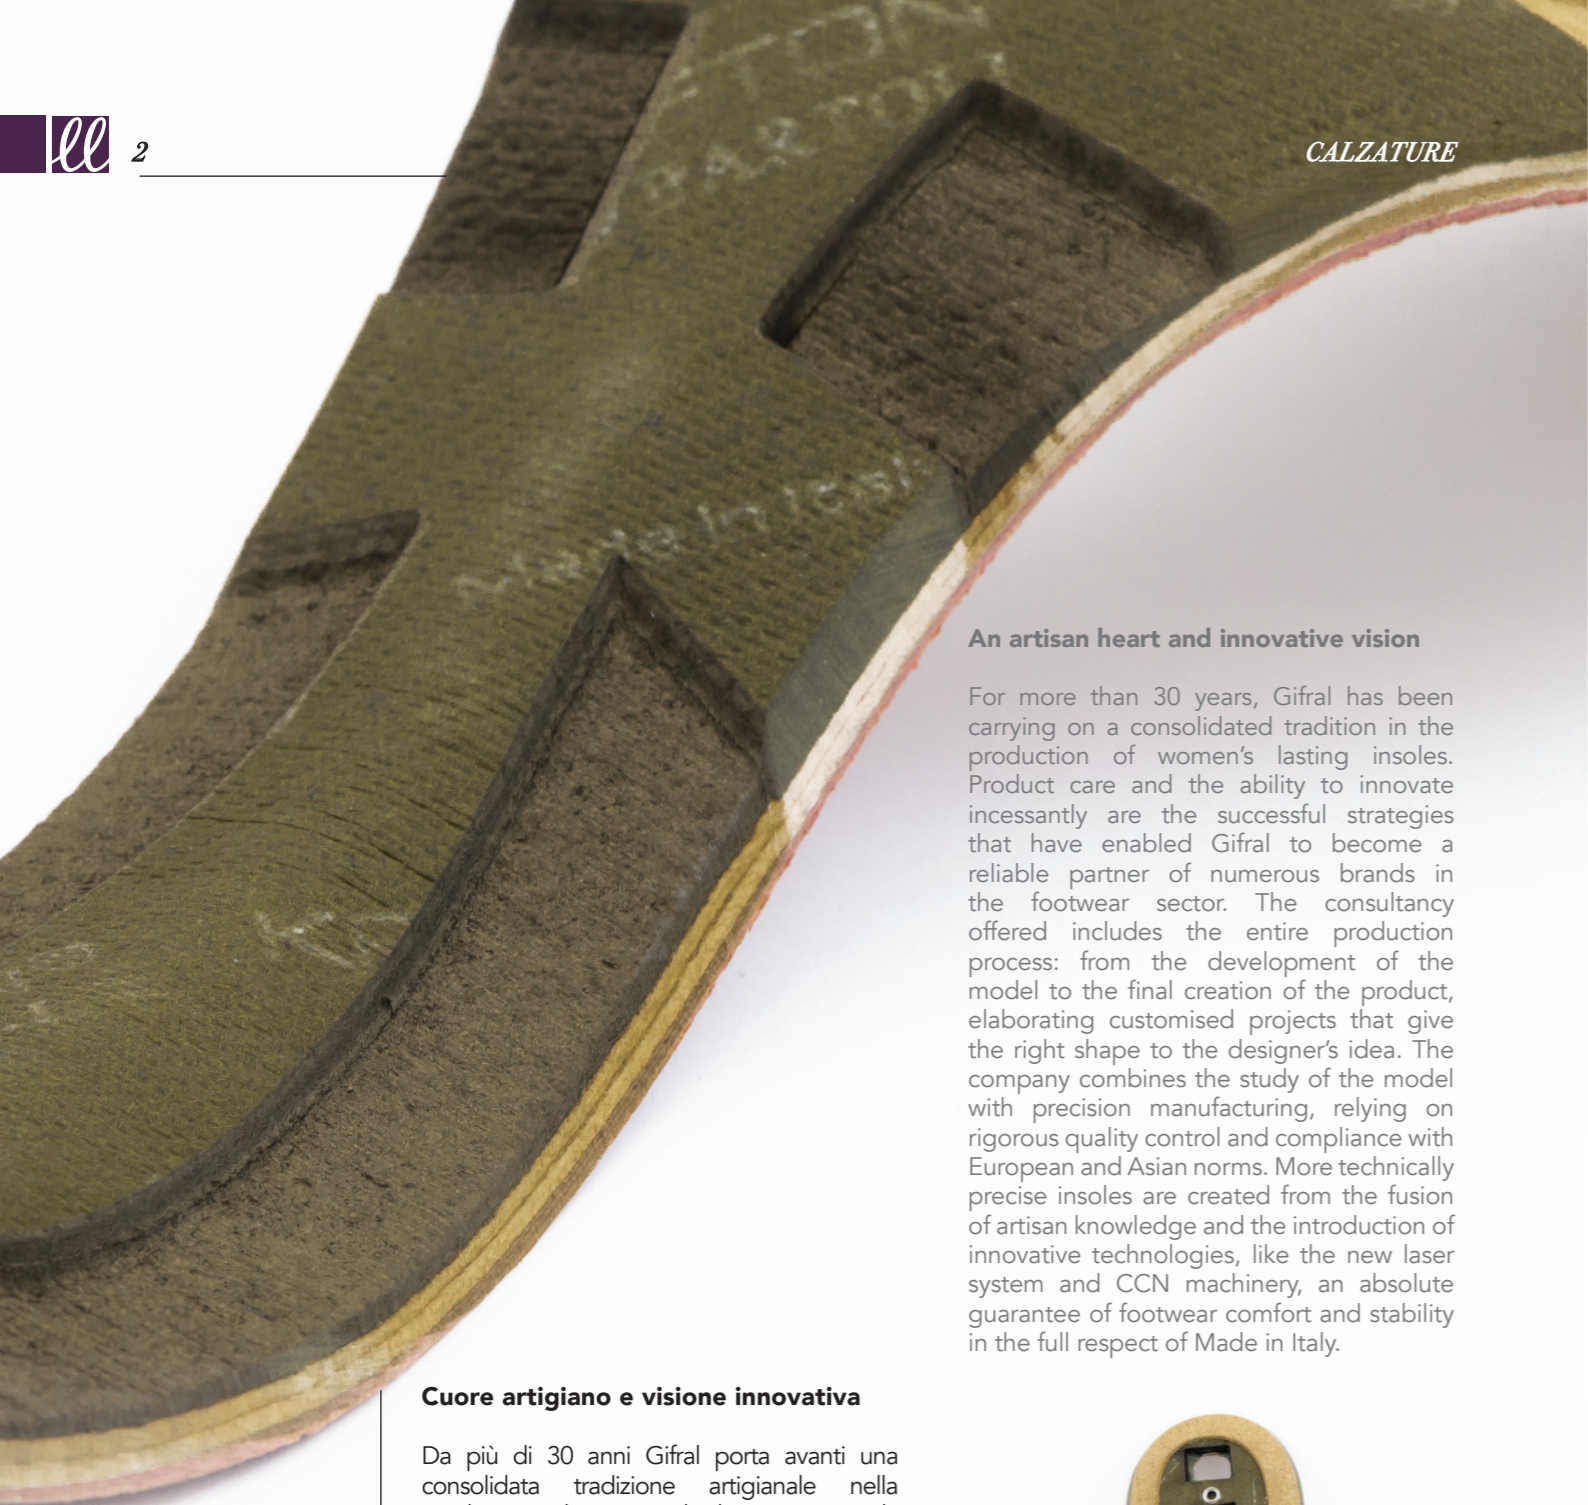 ll 2
CALZATURE
Made in
An artisan heart and innovative vision
For more than 30 years, Gifral has been
carrying on a consolidated tradition in the
production of women’s lasting insoles.
Product care and the ability to innovate
incessantly are the successful strategies
that have enabled Gifral to become a
reliable partner of numerous brands in
the footwear sector. The consultancy
offered includes the entire production
process: from the development of the
model to the final creation of the product,
elaborating customised projects that give
the right shape to the designer’s idea. The
company combines the study of the model
with precision manufacturing, relying on
rigorous quality control and compliance with
European and Asian norms. More technically
precise insoles are created from the fusion
of artisan knowledge and the introduction of
innovative technologies, like the new laser
system and CCN machinery, an absolute
guarantee of footwear comfort and stability
in the full respect of Made in Italy.
Cuore artigiano e visione innovativa
Da più di 30 anni Gifral porta avanti una
consolidata tradizione artigianale nella